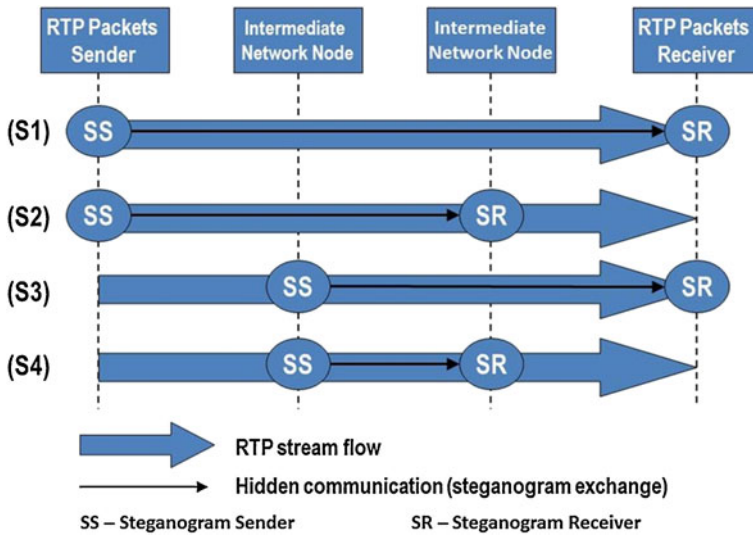 RTP Packets
Sender
Intermediate
Network Node
Intermediate
Network Node
RTP Packets
Receiver
(S1)
SS
SR
(S2)
SS
SR
(S3)
SS
SR
(S4)
SS
SR
RTP stream flow
Hidden communication (steganogram exchange)
SS – Steganogram Sender
SR – Steganogram Receiver